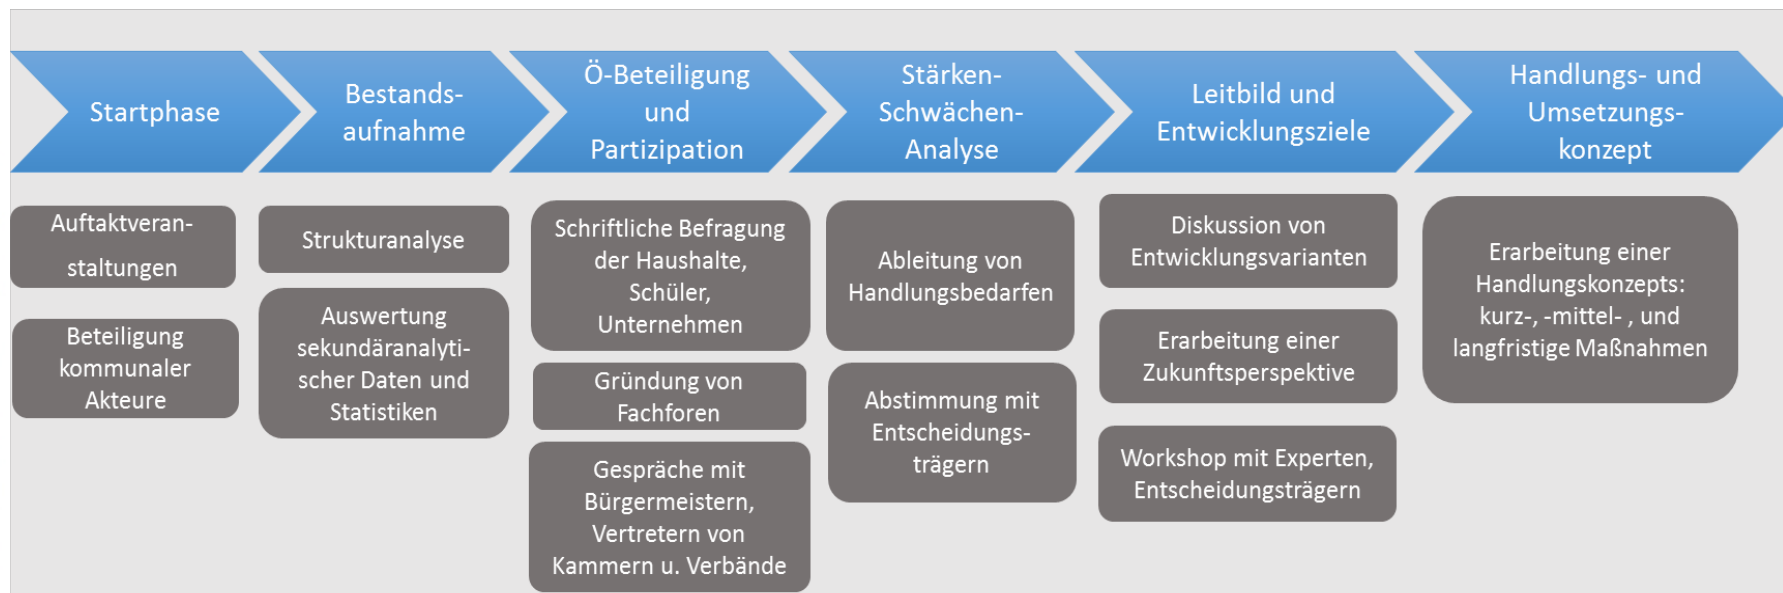 Startphase
Bestands-
aufnahme
Ö-Beteiligung
und
Partizipation
Stärken-
Schwächen-
Analyse
Leitbild und
Entwicklungsziele
Handlungs- und
Umsetzungs-
konzept
Auftaktveran-
staltungen
Beteiligung
kommunaler
Akteure
Strukturanalyse
Auswertung
sekundäranalyti-
scher Daten und
Statistiken
Schriftliche Befragung
der Haushalte,
Schüler,
Unternehmen
Gründung von
Fachforen
Gespräche mit
Bürgermeistern,
Vertretern von
Kammern u. Verbände
Ableitung von
Handlungsbedarfen
Abstimmung mit
Entscheidungs-
trägern
Diskussion von
Entwicklungsvarianten
Erarbeitung einer
Zukunftsperspektive
Workshop mit Experten,
Entscheidungsträgern
Erarbeitung einer
Handlungskonzepts:
kurz-, -mittel- , und
langfristige Maßnahmen